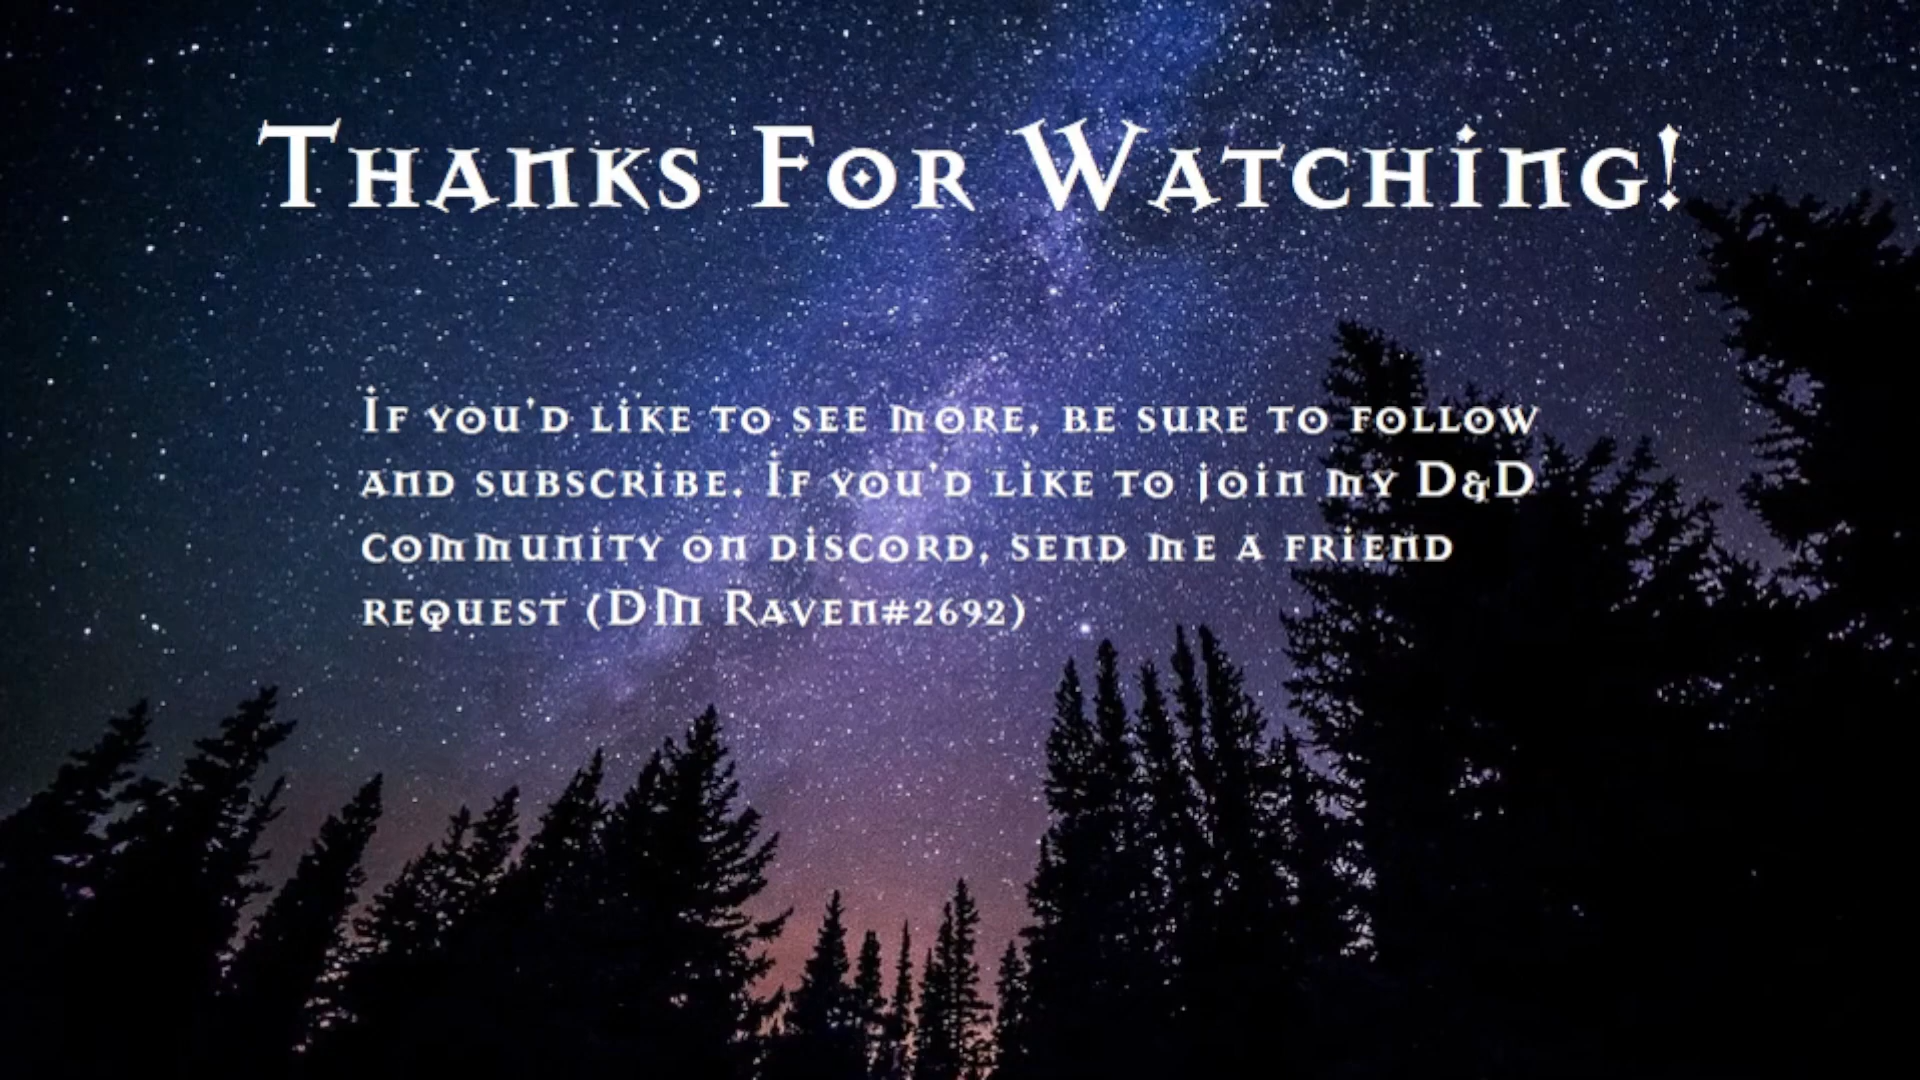 Thanks For Watching!
If you'd like to see more, be sure to follow
and subscribe. If you'd like to join my D&D
community on discord, send me a friend
request (DM Raven#2692)